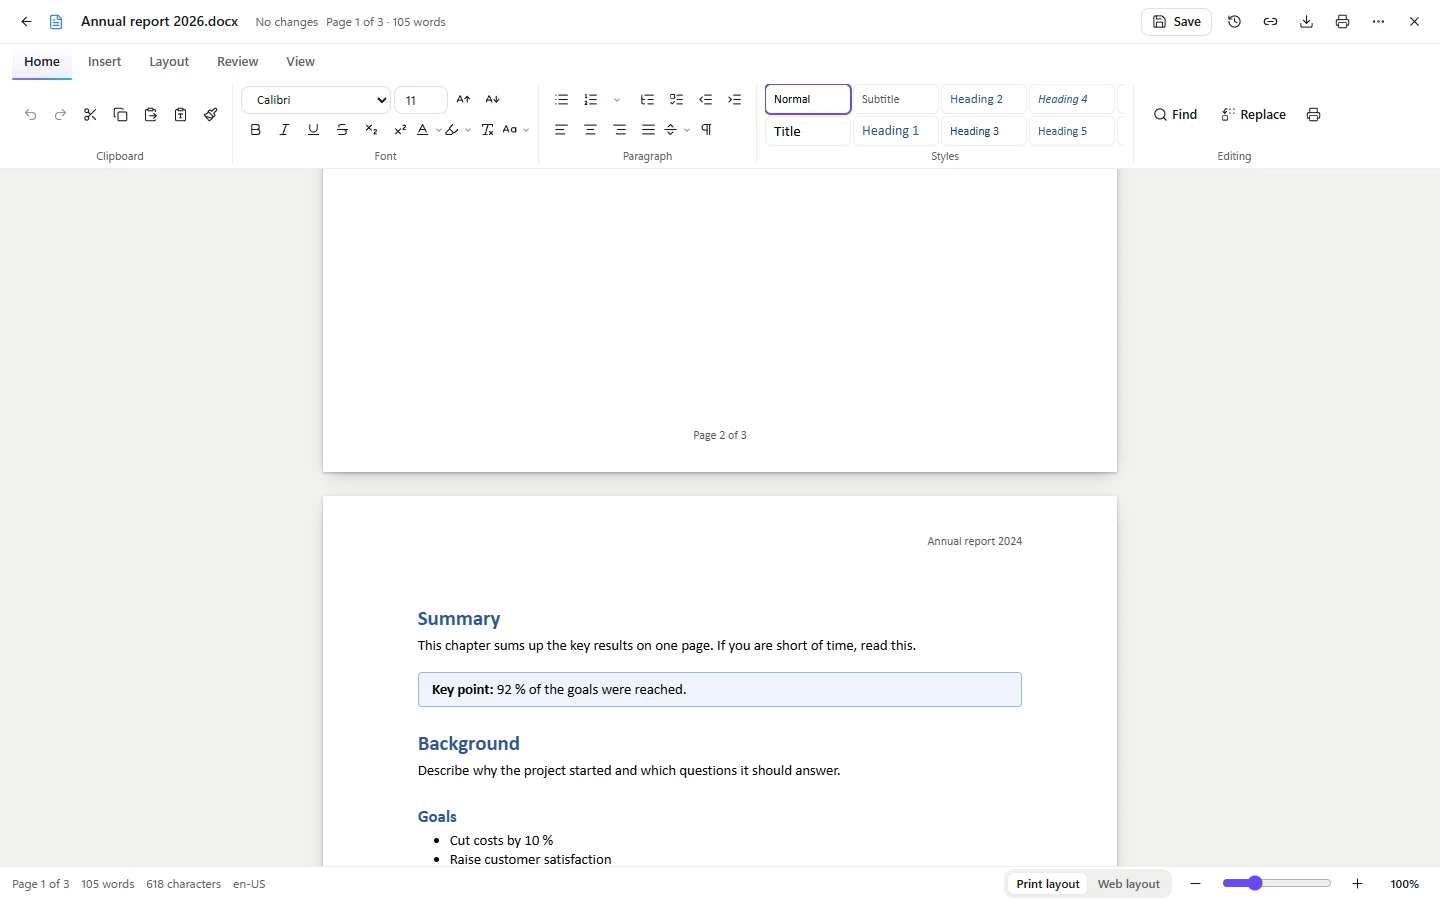 Annual report 2026.docx No changes Page 1 of 3 · 105 words Save
Home Insert Layout Review View
Calibri 11 Normal Subtitle Heading 2 Heading 4
Find Replace
Title Heading 1 Heading 3 Heading 5
Clipboard Font Paragraph Styles Editing
Page 2 of 3
Annual report 2024
Summary
This chapter sums up the key results on one page. If you are short of time, read this.
Key point: 92 % of the goals were reached.
Background
Describe why the project started and which questions it should answer.
Goals
• Cut costs by 10 %
• Raise customer satisfaction
Page 1 of 3 105 words 618 characters en-US Print layout Web layout 100%